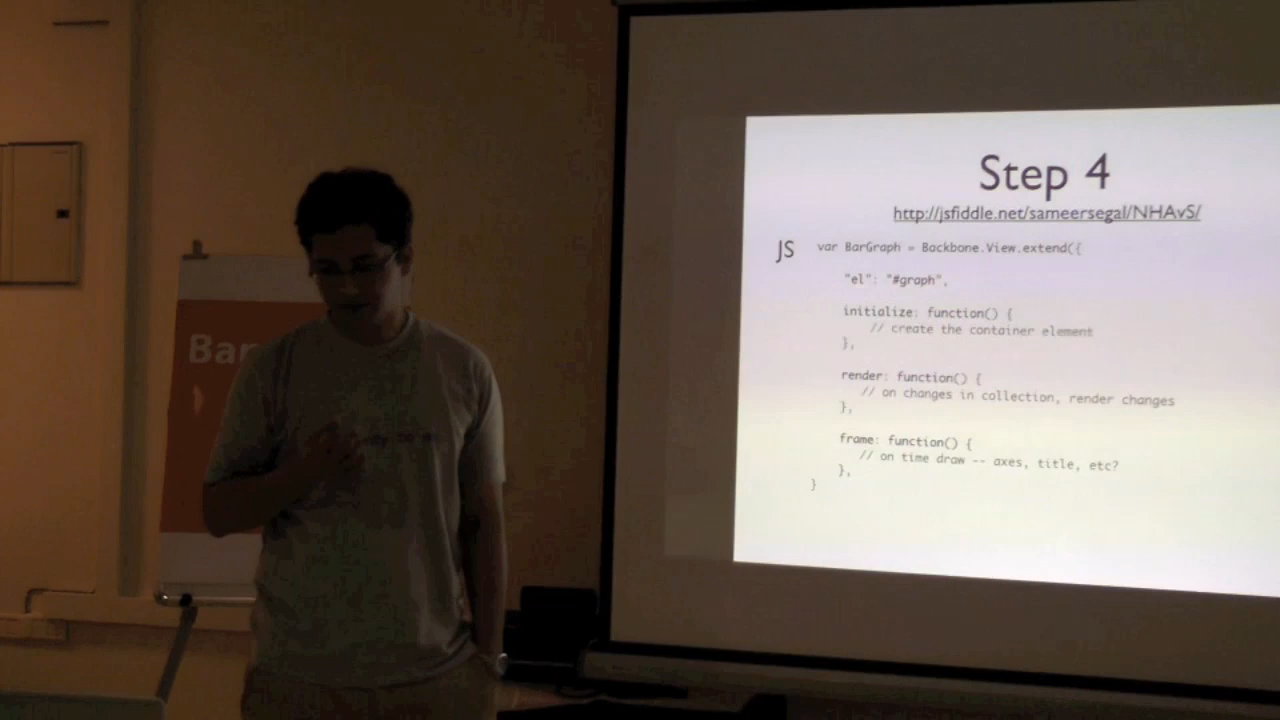 Bar
Step 4
http://jsfiddle.net/sameersegal/NHAvS/
JS
var BarGraph = Backbone.View.extend({
"el": "#graph",
initialize: function() {
// create the container element
},
render: function() {
// on changes in collection, render changes
},
frame: function() {
// on time draw -- axes, title, etc?
},
}